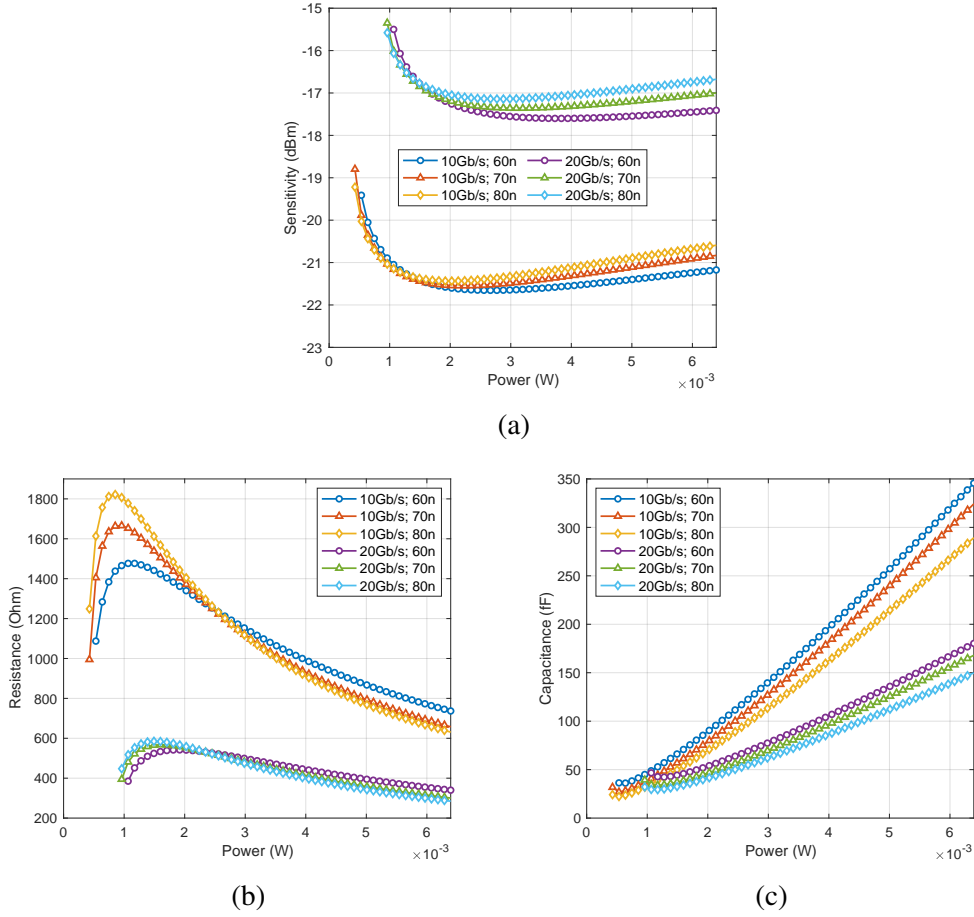 -15
-16
-17
-18
-19
-20
-21
-22
-23
Sensitivity (dBm)
10Gb/s; 60n
10Gb/s; 70n
10Gb/s; 80n
20Gb/s; 60n
20Gb/s; 70n
20Gb/s; 80n
0 1 2 3 4 5 6
Power (W)
×10⁻³
(a)
1800
1600
1400
1200
1000
800
600
400
200
Resistance (Ohm)
10Gb/s; 60n
10Gb/s; 70n
10Gb/s; 80n
20Gb/s; 60n
20Gb/s; 70n
20Gb/s; 80n
0 1 2 3 4 5 6
Power (W)
×10⁻³
(b)
350
300
250
200
150
100
50
0
Capacitance (fF)
10Gb/s; 60n
10Gb/s; 70n
10Gb/s; 80n
20Gb/s; 60n
20Gb/s; 70n
20Gb/s; 80n
0 1 2 3 4 5 6
Power (W)
×10⁻³
(c)